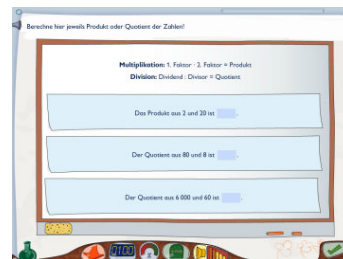 Berechne hier jeweils Produkt oder Quotient der Zahlen!
Multiplikation: 1. Faktor · 2. Faktor = Produkt
Division: Dividend : Divisor = Quotient
Das Produkt aus 2 und 20 ist .
Der Quotient aus 80 und 8 ist .
Der Quotient aus 6 000 und 60 ist .
0100